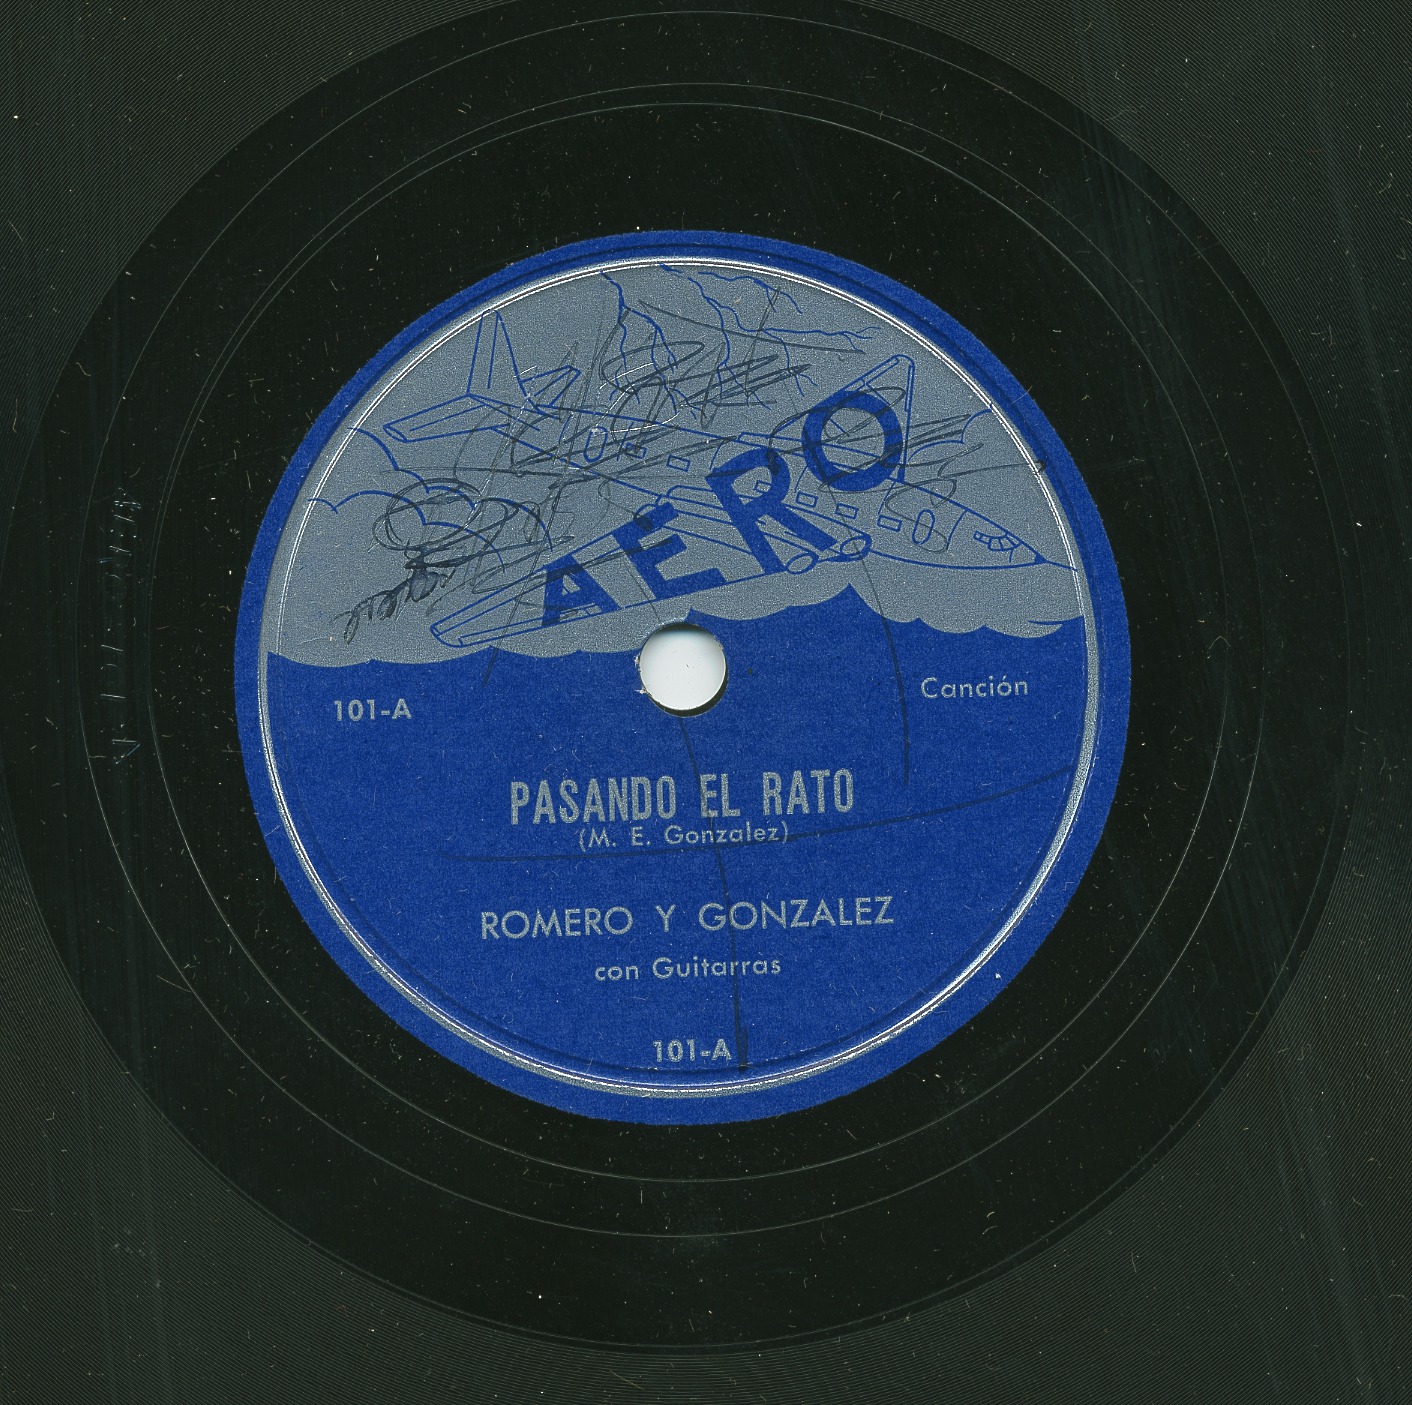 AERO
101-A
Canción
PASANDO EL RATO
(M. E. Gonzalez)
ROMERO Y GONZALEZ
con Guitarras
101-A